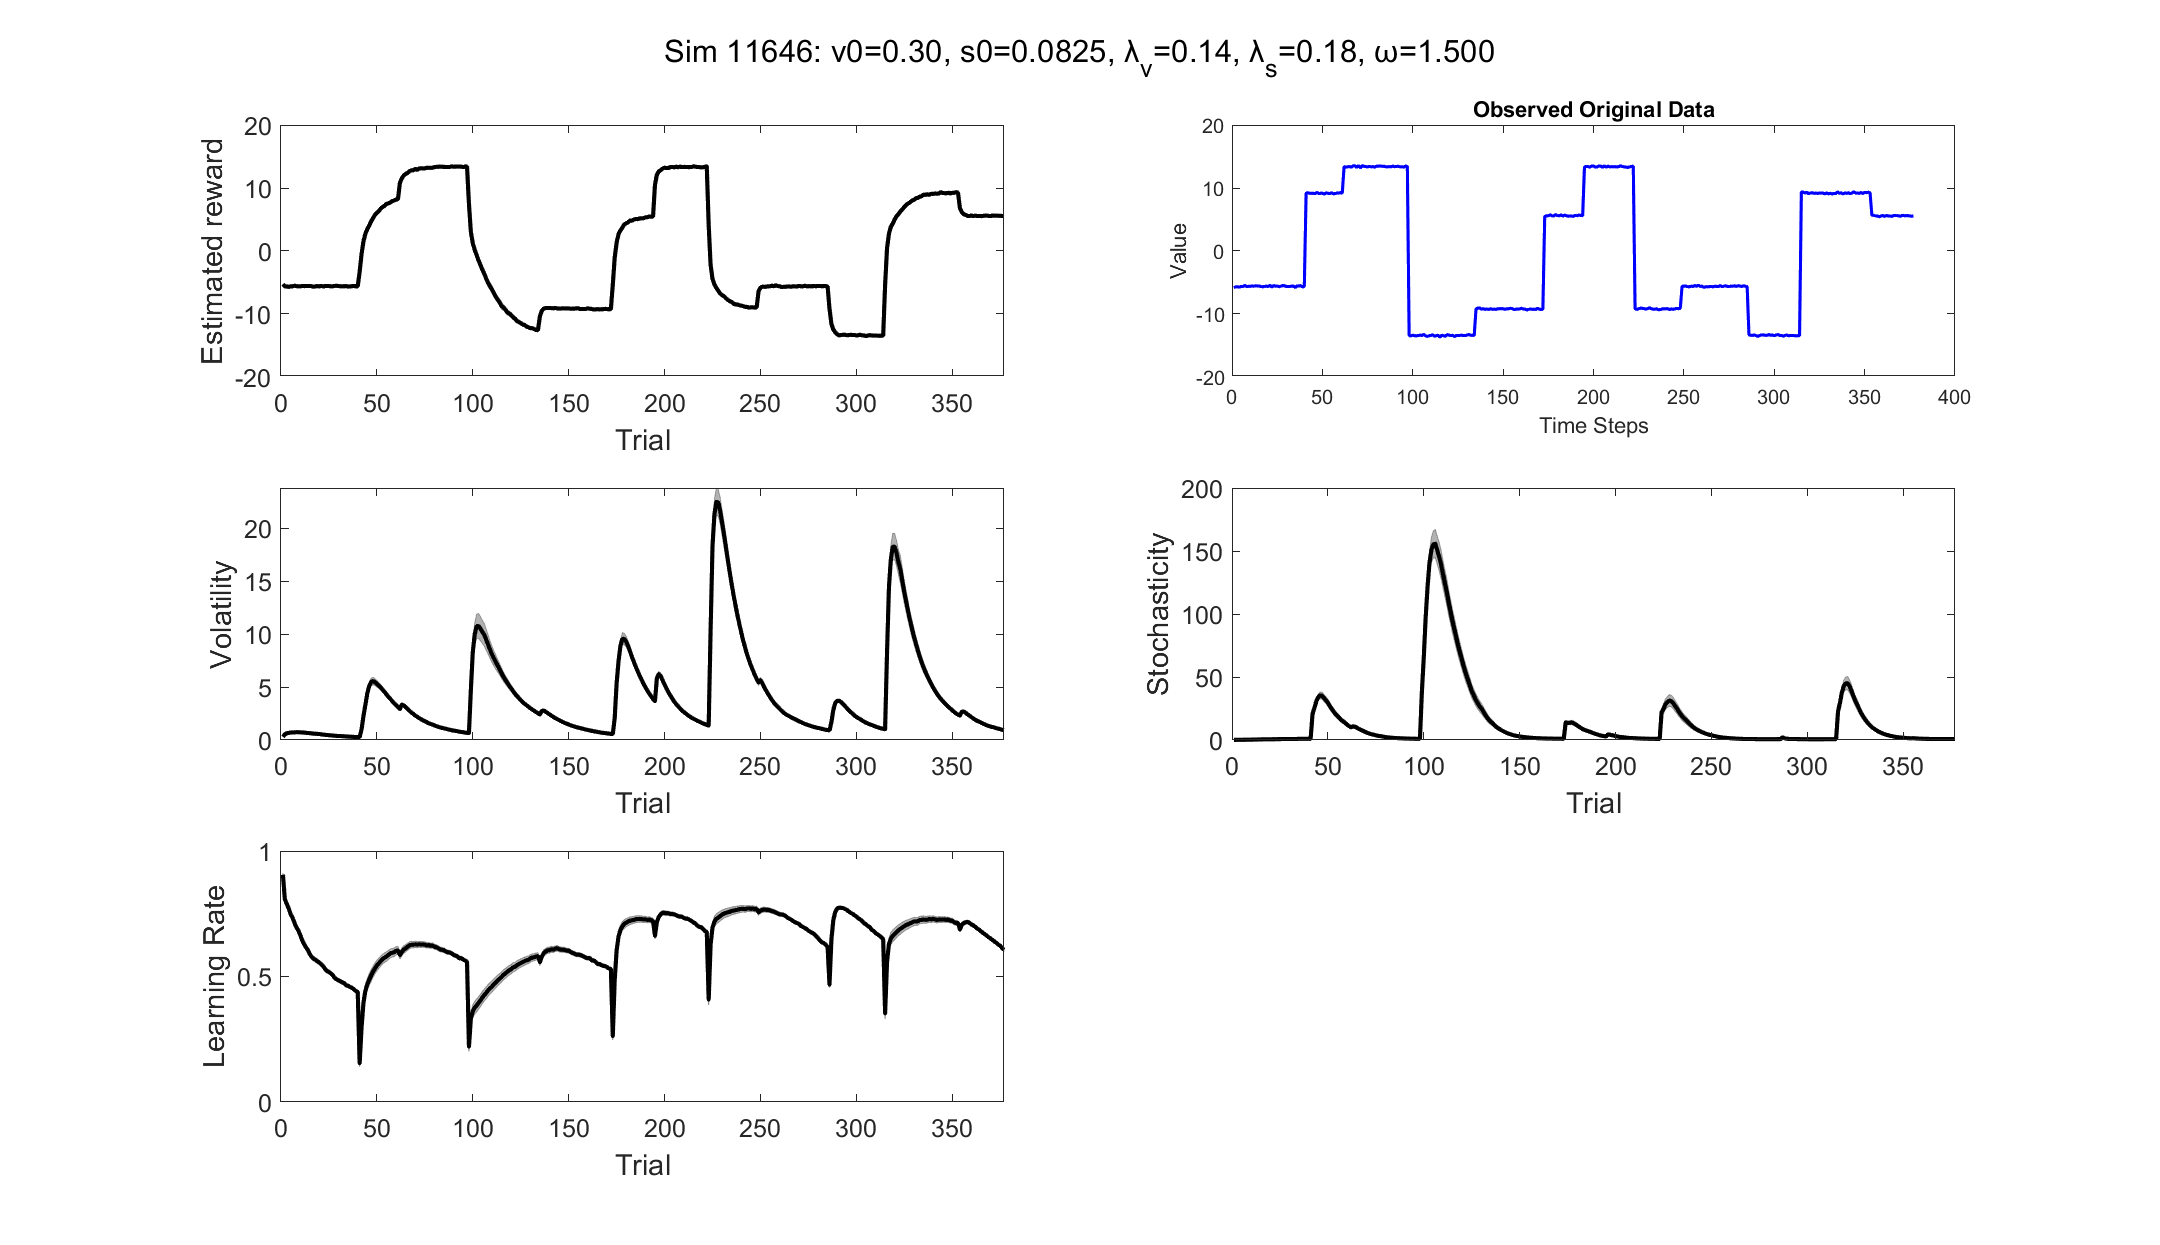 Sim 11646: v0=0.30, s0=0.0825, λ_v=0.14, λ_s=0.18, ω=1.500
Estimated reward
20
10
0
-10
-20
0 50 100 150 200 250 300 350
Trial
Observed Original Data
Value
20
10
0
-10
-20
0 50 100 150 200 250 300 350 400
Time Steps
Volatility
20
15
10
5
0
0 50 100 150 200 250 300 350
Trial
Stochasticity
200
150
100
50
0
0 50 100 150 200 250 300 350
Trial
Learning Rate
1
0.5
0
0 50 100 150 200 250 300 350
Trial